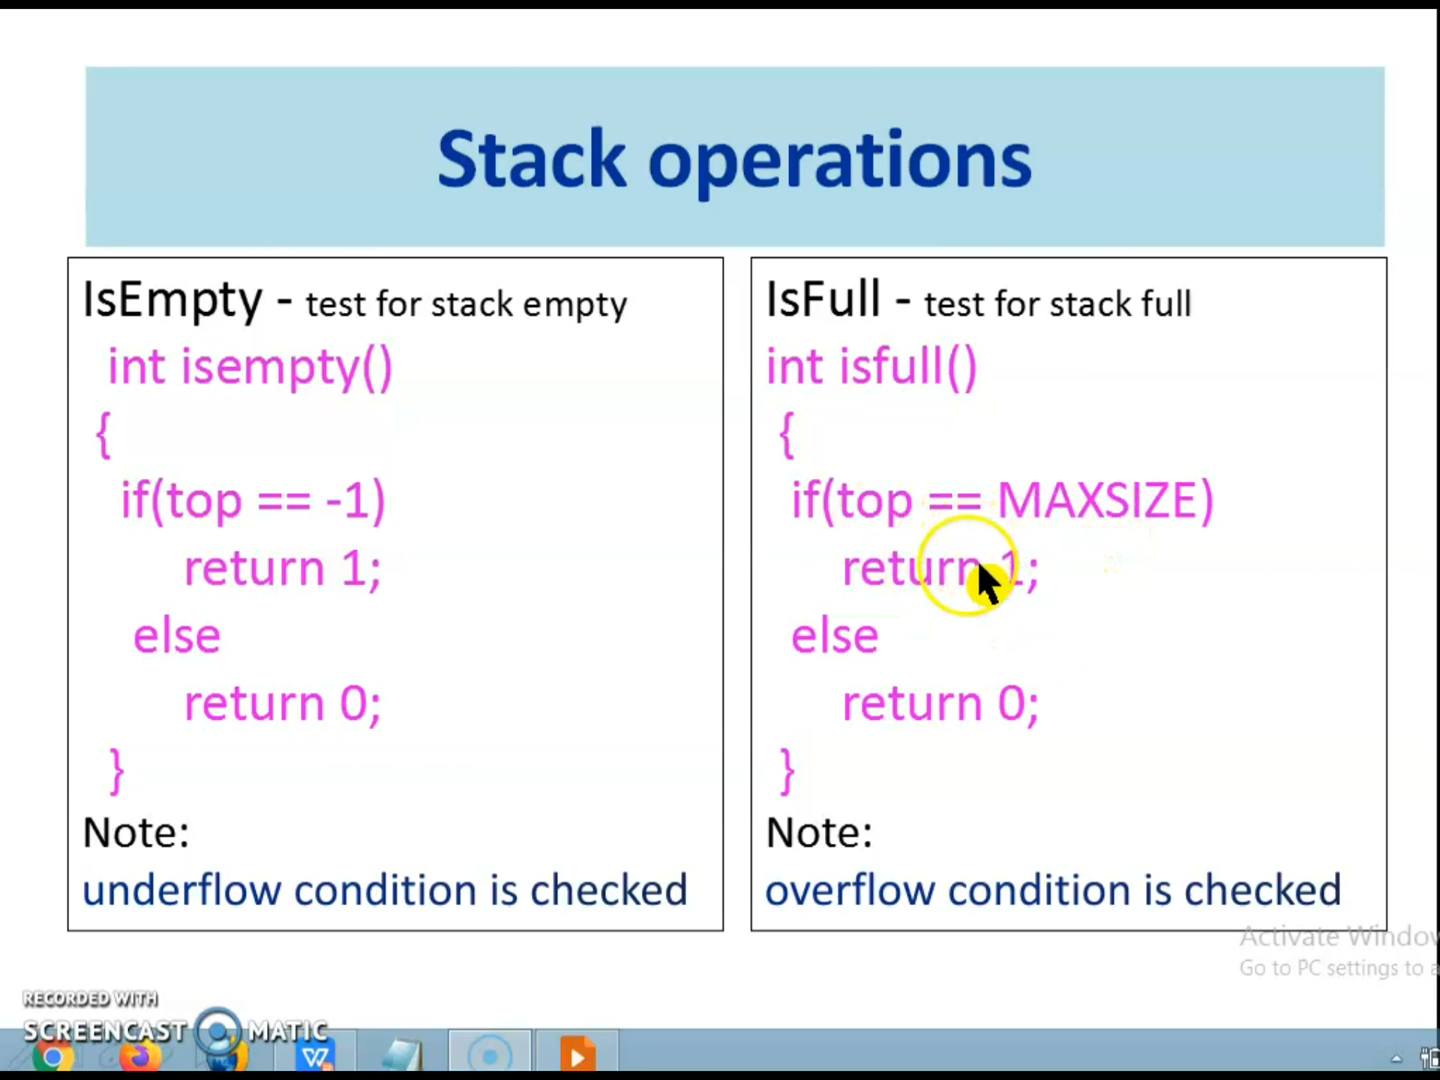 Stack operations
IsEmpty - test for stack empty
int isempty()
{
if(top == -1)
return 1;
else
return 0;
}
Note:
underflow condition is checked
IsFull - test for stack full
int isfull()
{
if(top == MAXSIZE)
return 1;
else
return 0;
}
Note:
overflow condition is checked
Activate Windo
Go to PC settings to a
RECORDED WITH
SCREENCAST MATIC